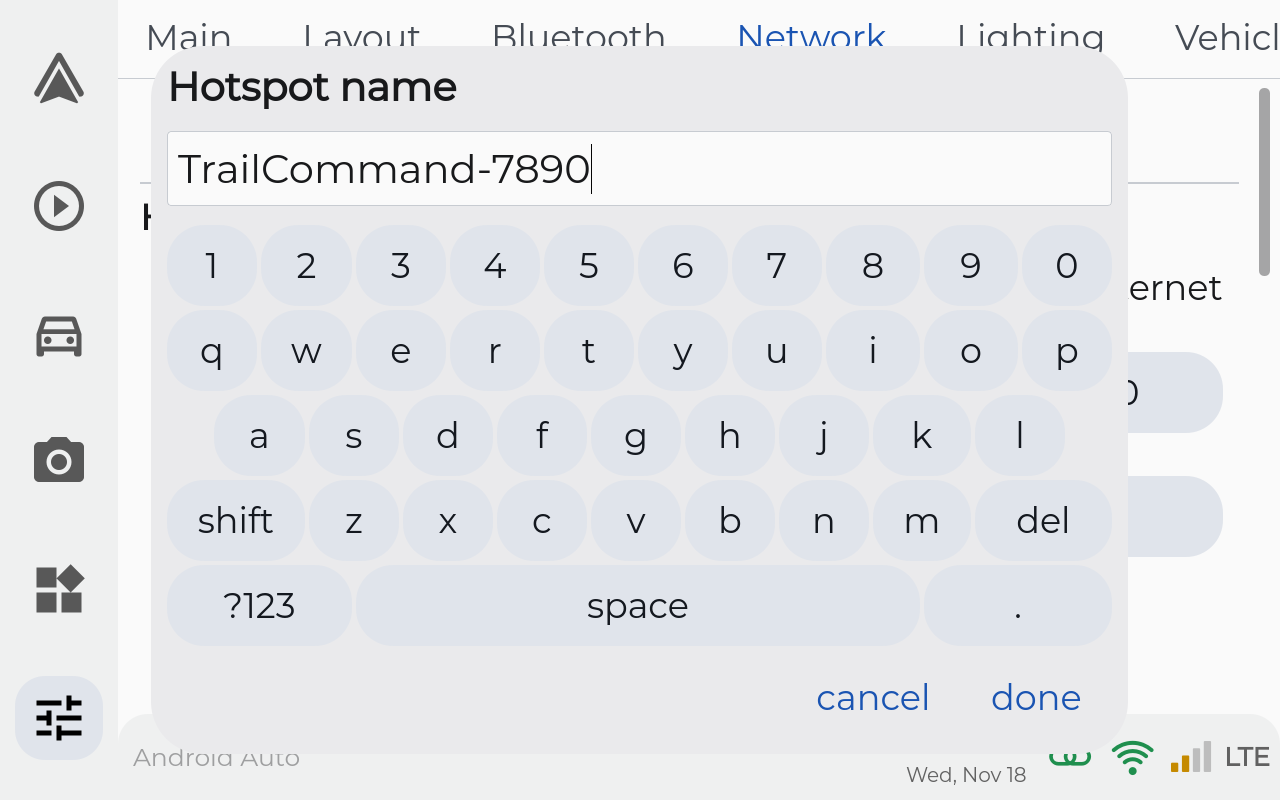 Main Layout Bluetooth Network Lighting Vehicl
Hotspot name
TrailCommand-7890
1 2 3 4 5 6 7 8 9 0
ernet
q w e r t y u i o p
0
a s d f g h j k l
shift z x c v b n m del
?123 space .
cancel done
Android Auto
Wed, Nov 18
LTE